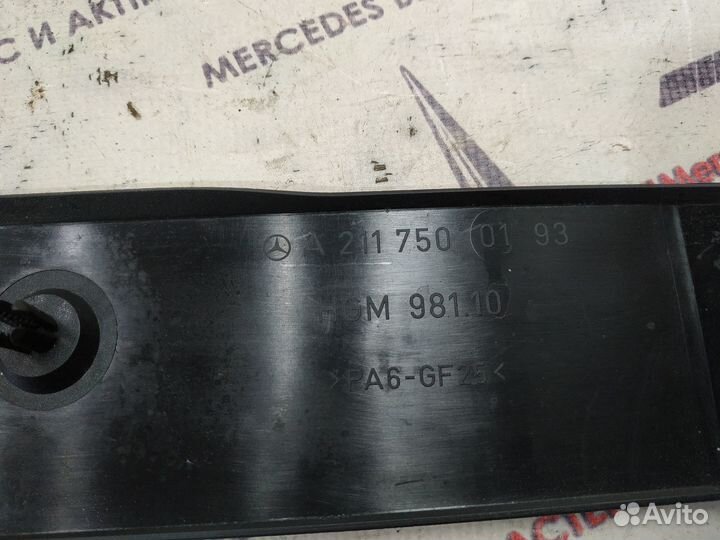 С И АКТИ
MERCEDES B
A 211 750 01 93
HGM 981.10
>PA6-GF25<
Avito